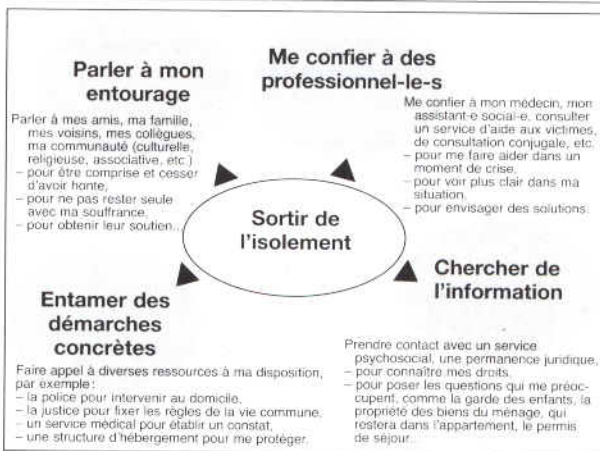 Parler à mon
entourage
Parler à mes amis, ma famille,
mes voisins, mes collègues,
ma communauté (culturelle,
religieuse, associative, etc.)
– pour être comprise et cesser
d'avoir honte,
– pour ne pas rester seule
avec ma souffrance,
– pour obtenir leur soutien...
Me confier à des
professionnel-le-s
Me confier à mon médecin, mon
assistant-e social-e, consulter
un service d'aide aux victimes,
de consultation conjugale, etc.
– pour me faire aider dans un
moment de crise,
– pour voir plus clair dans ma
situation,
– pour envisager des solutions.
Sortir de
l'isolement
Entamer des
démarches
concrètes
Faire appel à diverses ressources à ma disposition,
par exemple :
– la police pour intervenir au domicile,
– la justice pour fixer les règles de la vie commune,
– un service médical pour établir un constat,
– une structure d'hébergement pour me protéger.
Chercher de
l'information
Prendre contact avec un service
psychosocial, une permanence juridique,
– pour connaître mes droits,
– pour poser les questions qui me préoc-
cupent, comme la garde des enfants, la
propriété des biens du ménage, qui
restera dans l'appartement, le permis
de séjour...